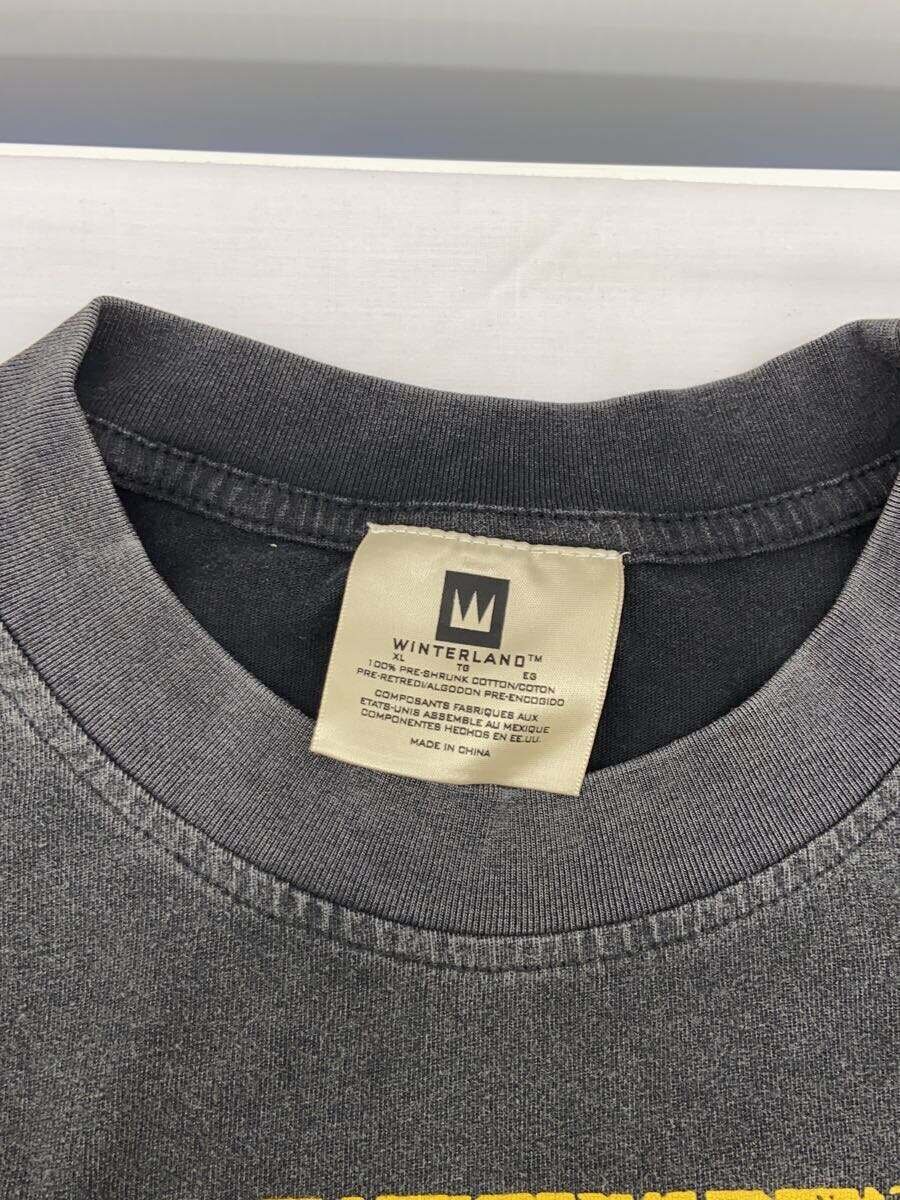 W
WINTERLAND™
XL TG EG
100% PRE-SHRUNK COTTON/COTON
PRE-RETREDI/ALGODON PRE-ENCOGIDO
COMPOSANTS FABRIQUES AUX
ETATS-UNIS ASSEMBLE AU MEXIQUE
COMPONENTES HECHOS EN EE.UU.
MADE IN CHINA